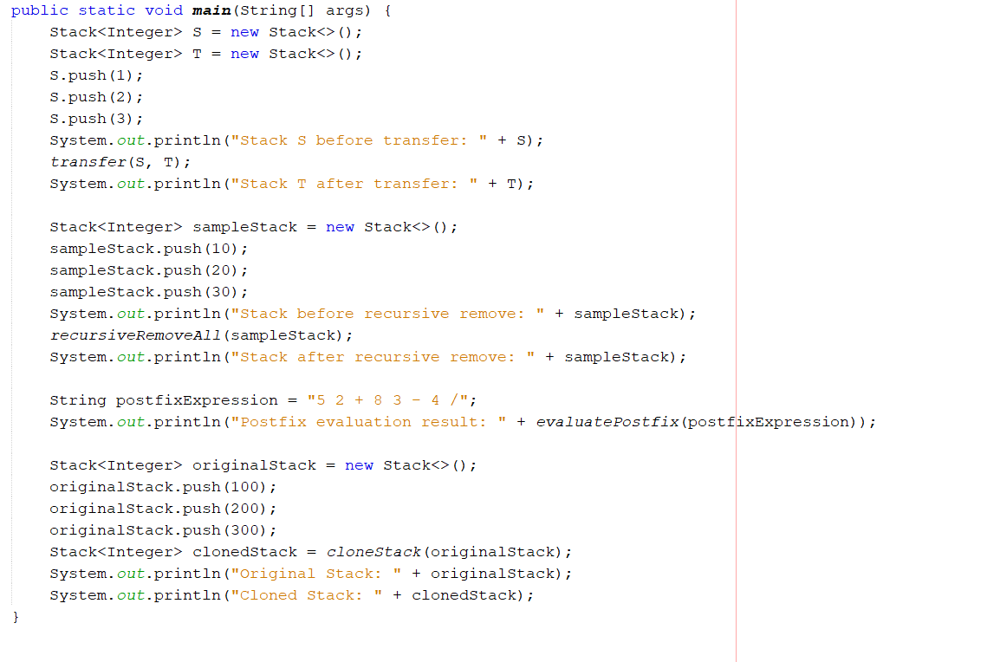 public static void main(String[] args) {
    Stack<Integer> S = new Stack<>();
    Stack<Integer> T = new Stack<>();
    S.push(1);
    S.push(2);
    S.push(3);
    System.out.println("Stack S before transfer: " + S);
    transfer(S, T);
    System.out.println("Stack T after transfer: " + T);

    Stack<Integer> sampleStack = new Stack<>();
    sampleStack.push(10);
    sampleStack.push(20);
    sampleStack.push(30);
    System.out.println("Stack before recursive remove: " + sampleStack);
    recursiveRemoveAll(sampleStack);
    System.out.println("Stack after recursive remove: " + sampleStack);

    String postfixExpression = "5 2 + 8 3 - 4 /";
    System.out.println("Postfix evaluation result: " + evaluatePostfix(postfixExpression));

    Stack<Integer> originalStack = new Stack<>();
    originalStack.push(100);
    originalStack.push(200);
    originalStack.push(300);
    Stack<Integer> clonedStack = cloneStack(originalStack);
    System.out.println("Original Stack: " + originalStack);
    System.out.println("Cloned Stack: " + clonedStack);
}